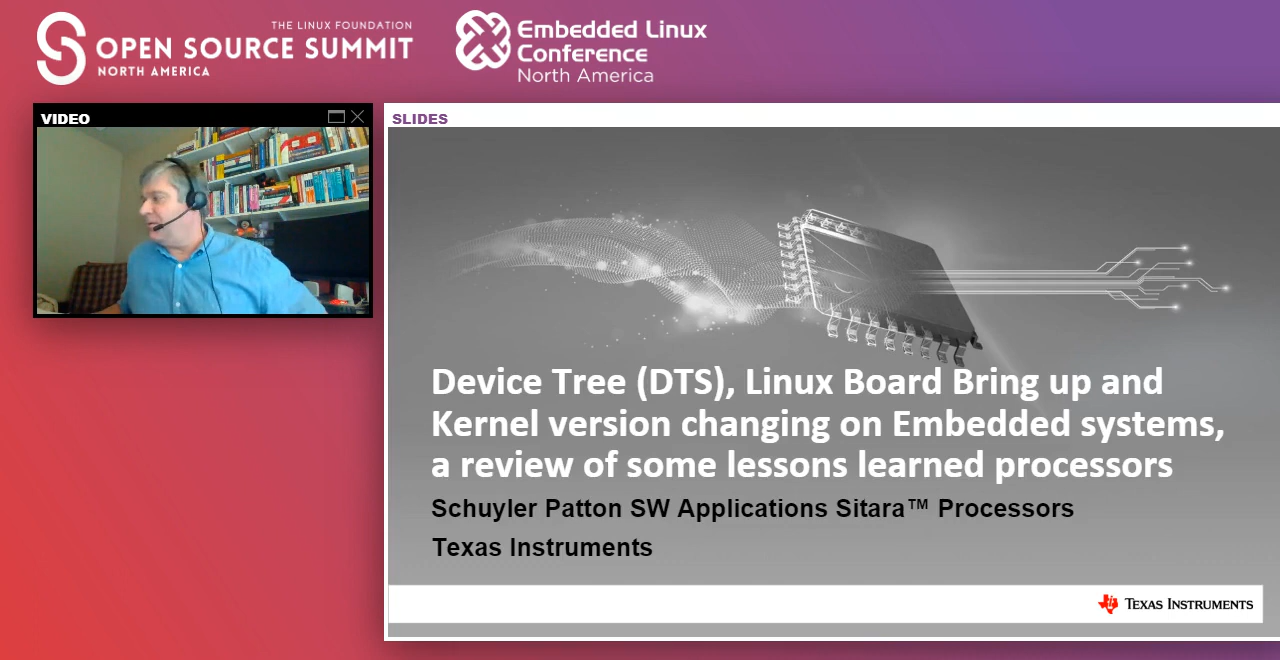 THE LINUX FOUNDATION
OPEN SOURCE SUMMIT
NORTH AMERICA
Embedded Linux
Conference
North America
VIDEO
SLIDES
Device Tree (DTS), Linux Board Bring up and
Kernel version changing on Embedded systems,
a review of some lessons learned processors
Schuyler Patton SW Applications Sitara™ Processors
Texas Instruments
TEXAS INSTRUMENTS